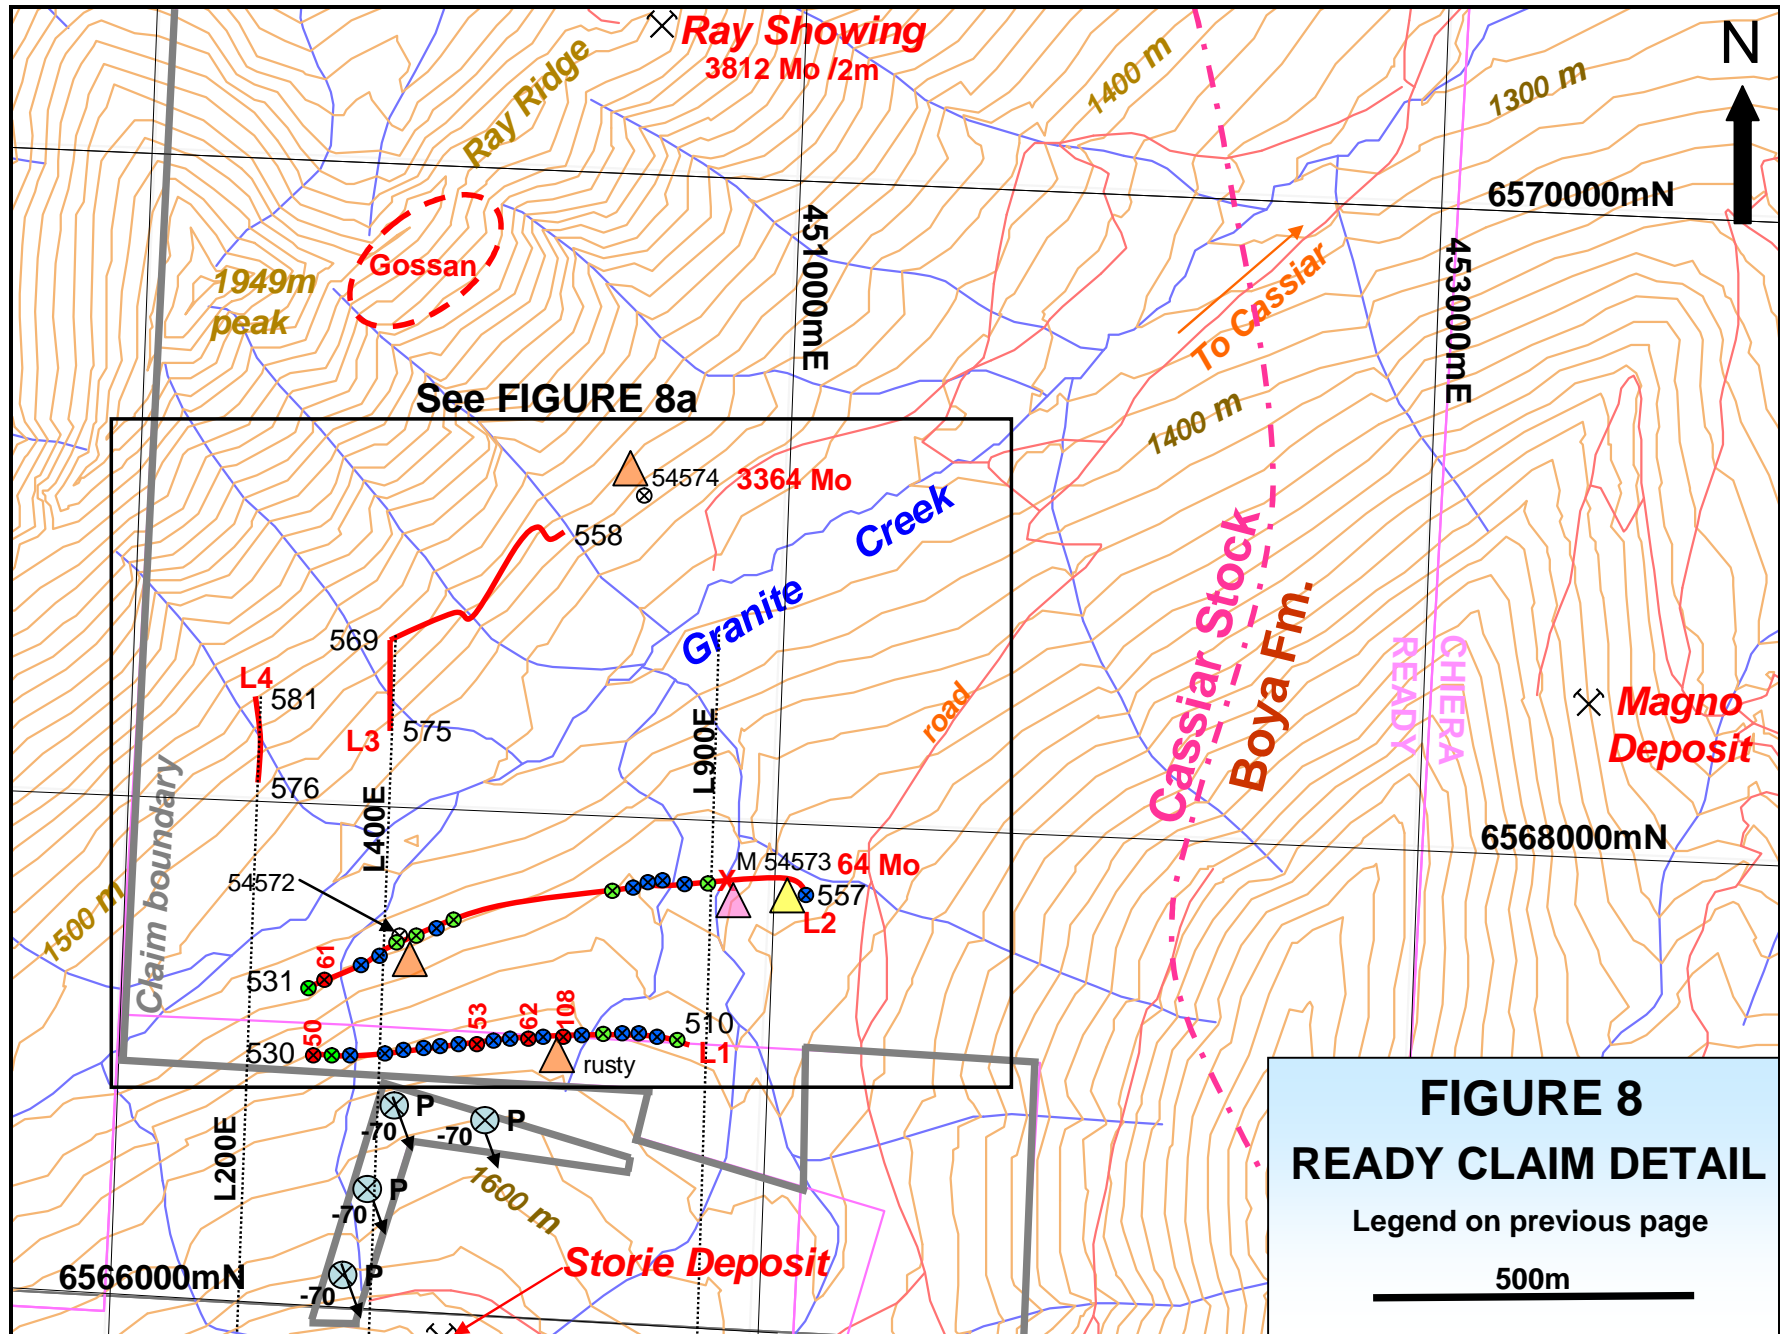 Ray Showing
3812 Mo /2m
Ray Ridge
1400 m
1300 m
N
6570000mN
451000mE
453000mE
Gossan
1949m
peak
To Cassiar
See FIGURE 8a
1400 m
54574
3364 Mo
558
Granite Creek
569
L4
581
L3
575
576
L900E
road
Cassiar Stock
Boya Fm.
READY
CHIERA
Magno
Deposit
Claim boundary
L400E
6568000mN
M 54573
64 Mo
54572
557
L2
1500 m
531
61
50
53
62
108
510
530
L1
rusty
P
-70
P
-70
L200E
P
-70
1600 m
P
-70
Storie Deposit
6566000mN
FIGURE 8
READY CLAIM DETAIL
Legend on previous page
500m